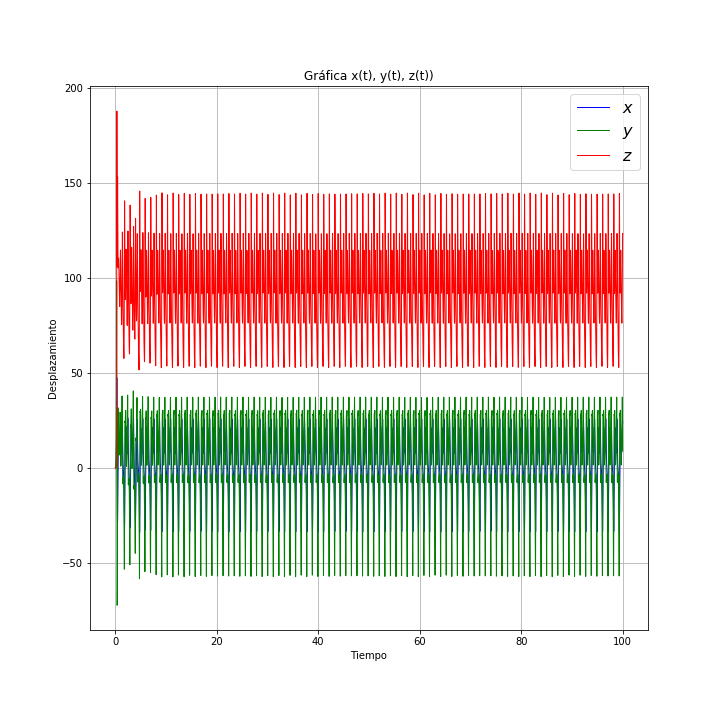 Gráfica x(t), y(t), z(t))
x
y
z
200
150
100
50
0
−50
Desplazamiento
0 20 40 60 80 100
Tiempo